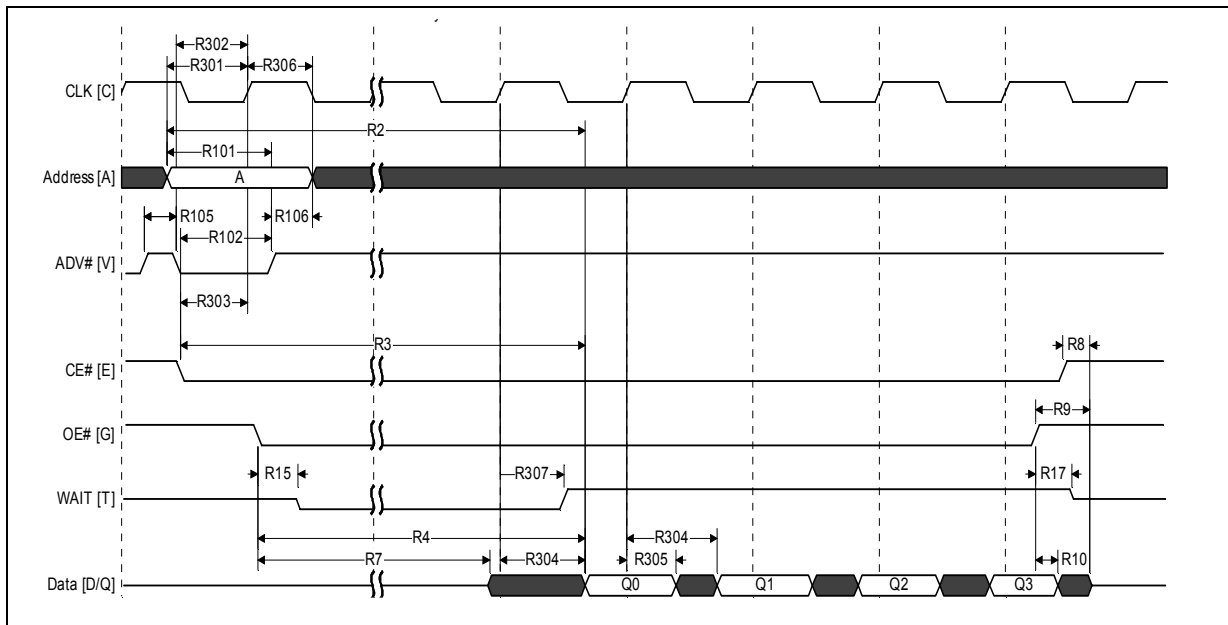 R302
R301 R306
CLK [C]
R2
R101
Address [A] A
R105 R106
R102
ADV# [V]
R303
R3
R8
CE# [E]
R9
OE# [G]
R15 R307 R17
WAIT [T]
R4 R304
R7 R304 R305 R10
Data [D/Q] Q0 Q1 Q2 Q3